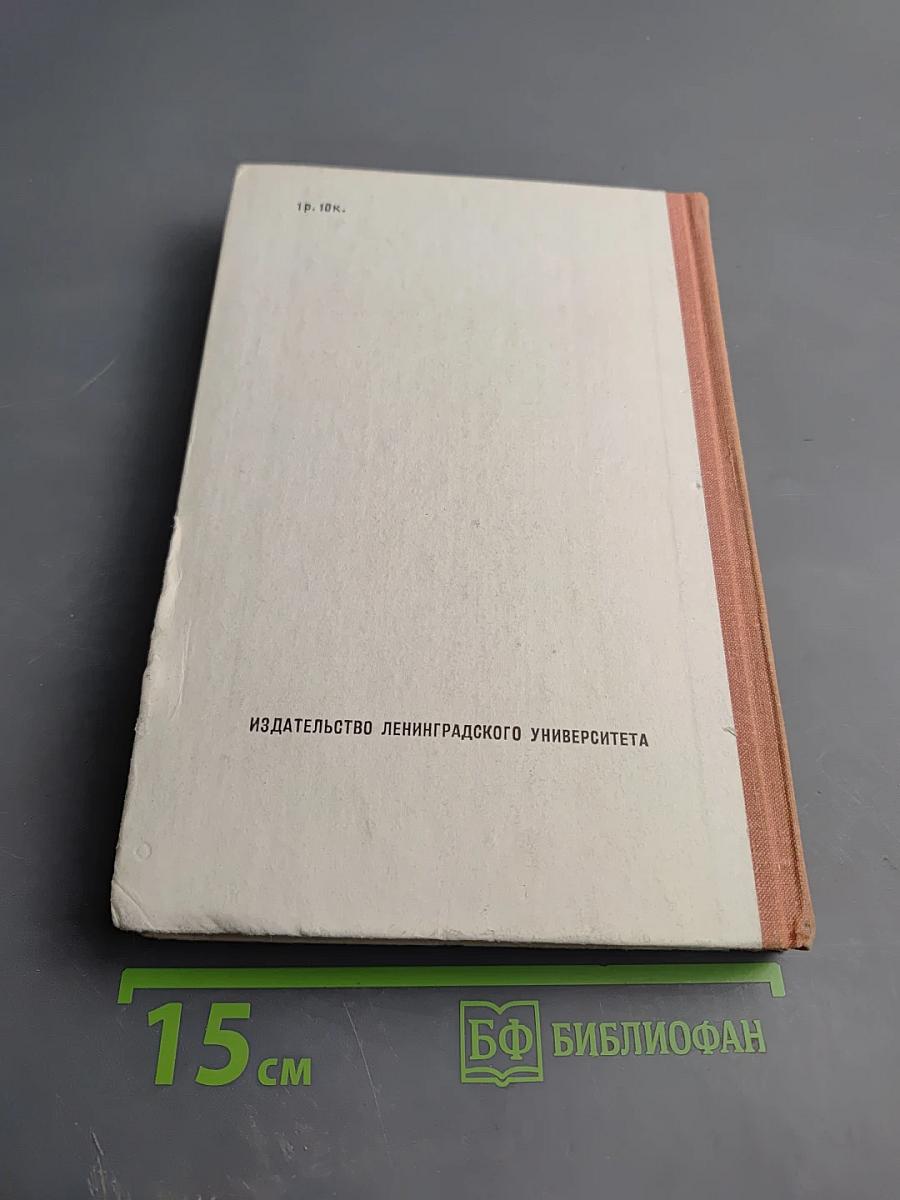 1р. 10к.
ИЗДАТЕЛЬСТВО ЛЕНИНГРАДСКОГО УНИВЕРСИТЕТА
15 см
БФ БИБЛИОФАН